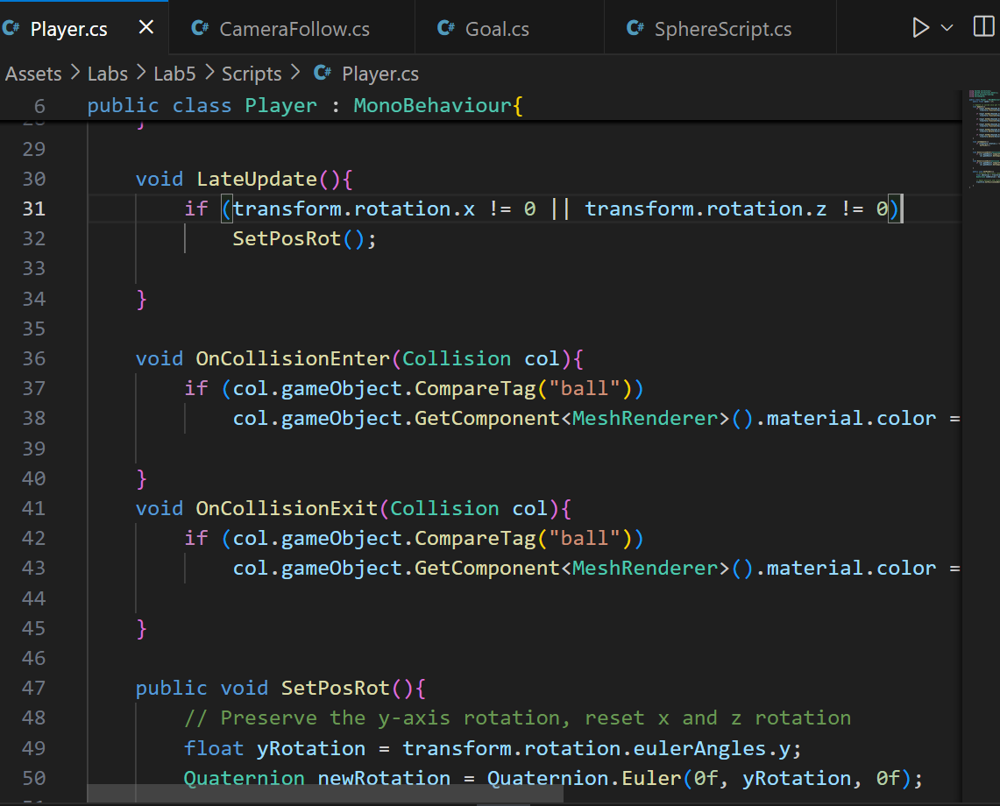 Player.cs CameraFollow.cs Goal.cs SphereScript.cs
Assets > Labs > Lab5 > Scripts > Player.cs
6 public class Player : MonoBehaviour{
28 }
29
30 void LateUpdate(){
31 if (transform.rotation.x != 0 || transform.rotation.z != 0)
32 SetPosRot();
33
34 }
35
36 void OnCollisionEnter(Collision col){
37 if (col.gameObject.CompareTag("ball"))
38 col.gameObject.GetComponent<MeshRenderer>().material.color =
39
40 }
41 void OnCollisionExit(Collision col){
42 if (col.gameObject.CompareTag("ball"))
43 col.gameObject.GetComponent<MeshRenderer>().material.color =
44
45 }
46
47 public void SetPosRot(){
48 // Preserve the y-axis rotation, reset x and z rotation
49 float yRotation = transform.rotation.eulerAngles.y;
50 Quaternion newRotation = Quaternion.Euler(0f, yRotation, 0f);